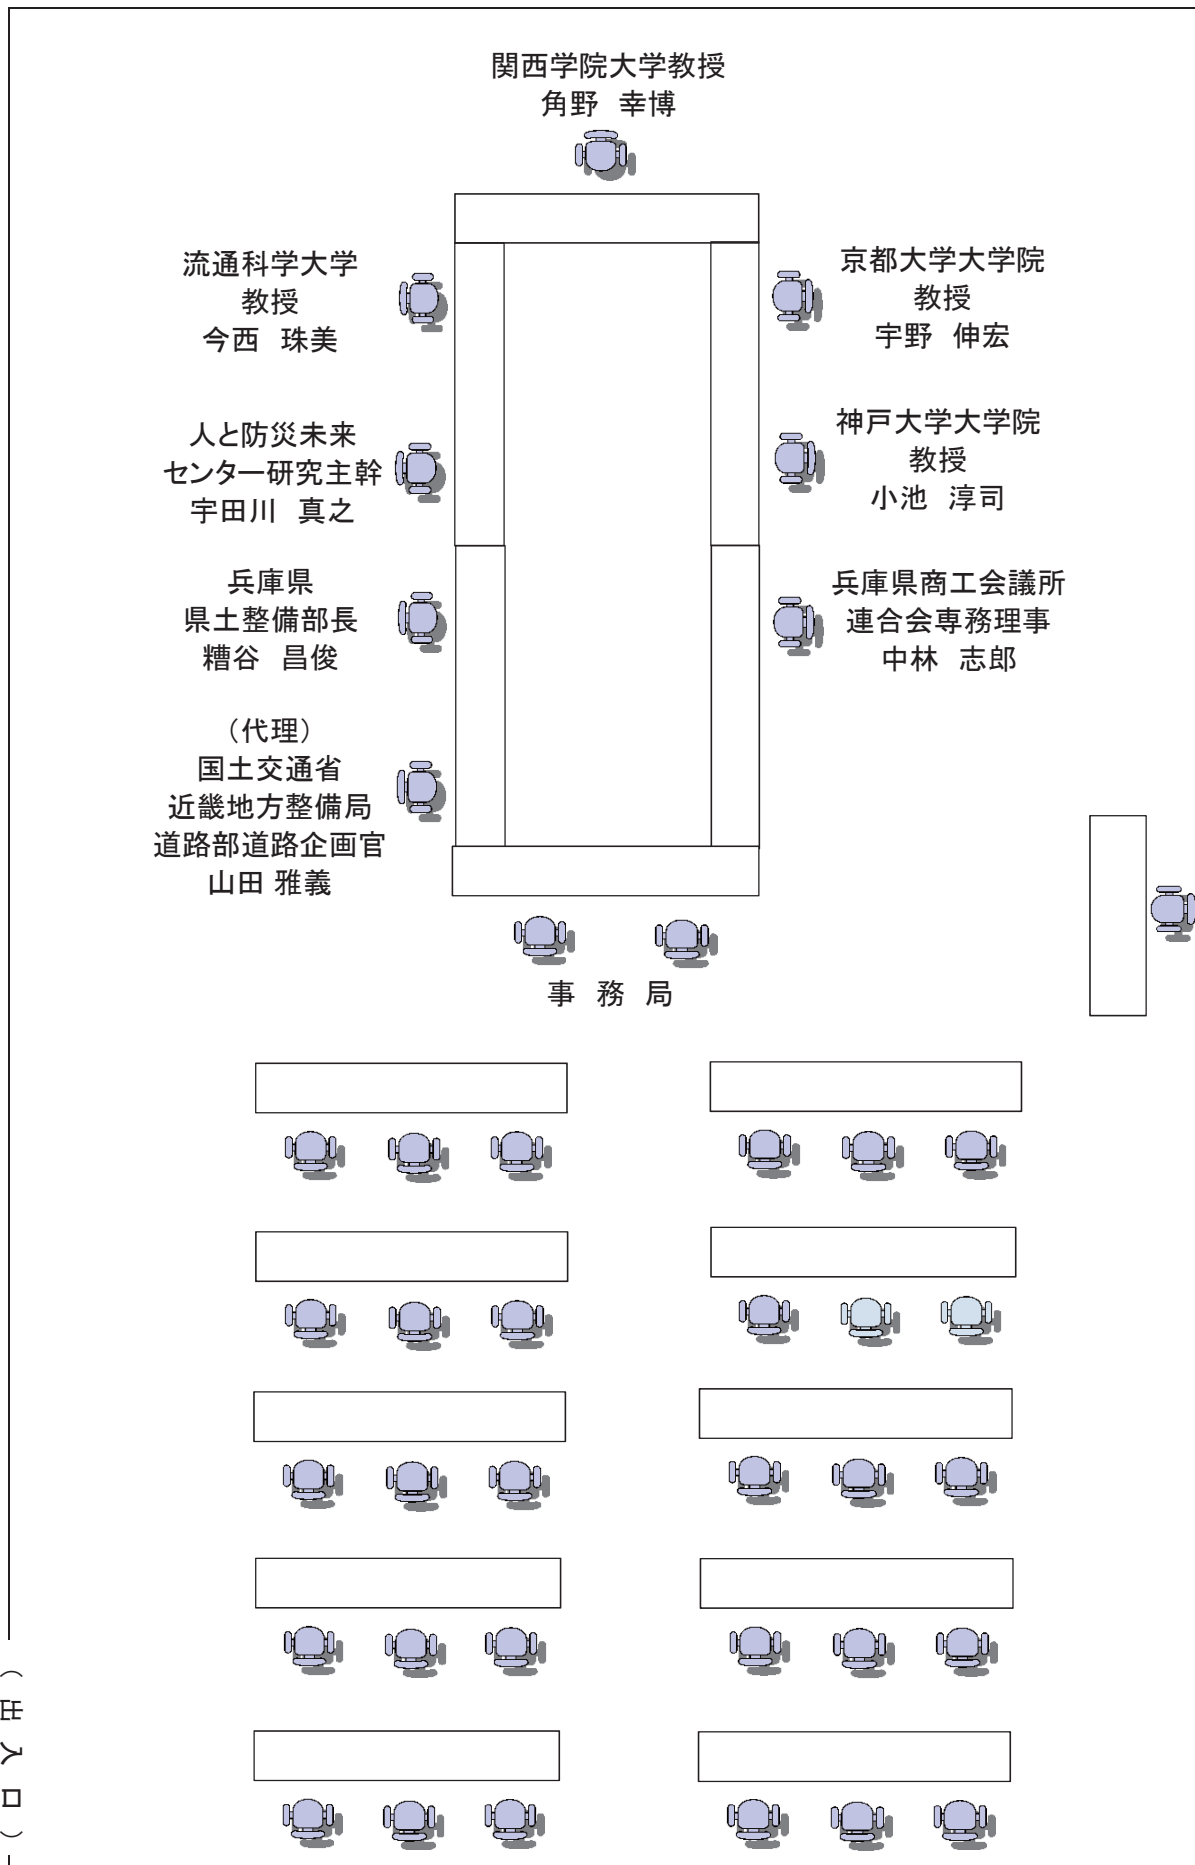 関西学院大学教授
角野 幸博
流通科学大学
教授
今西 珠美
京都大学大学院
教授
宇野 伸宏
人と防災未来
センター研究主幹
宇田川 真之
神戸大学大学院
教授
小池 淳司
兵庫県
県土整備部長
糟谷 昌俊
兵庫県商工会議所
連合会専務理事
中林 志郎
（代理）
国土交通省
近畿地方整備局
道路部道路企画官
山田 雅義
事 務 局
（ 出 入 口 ）